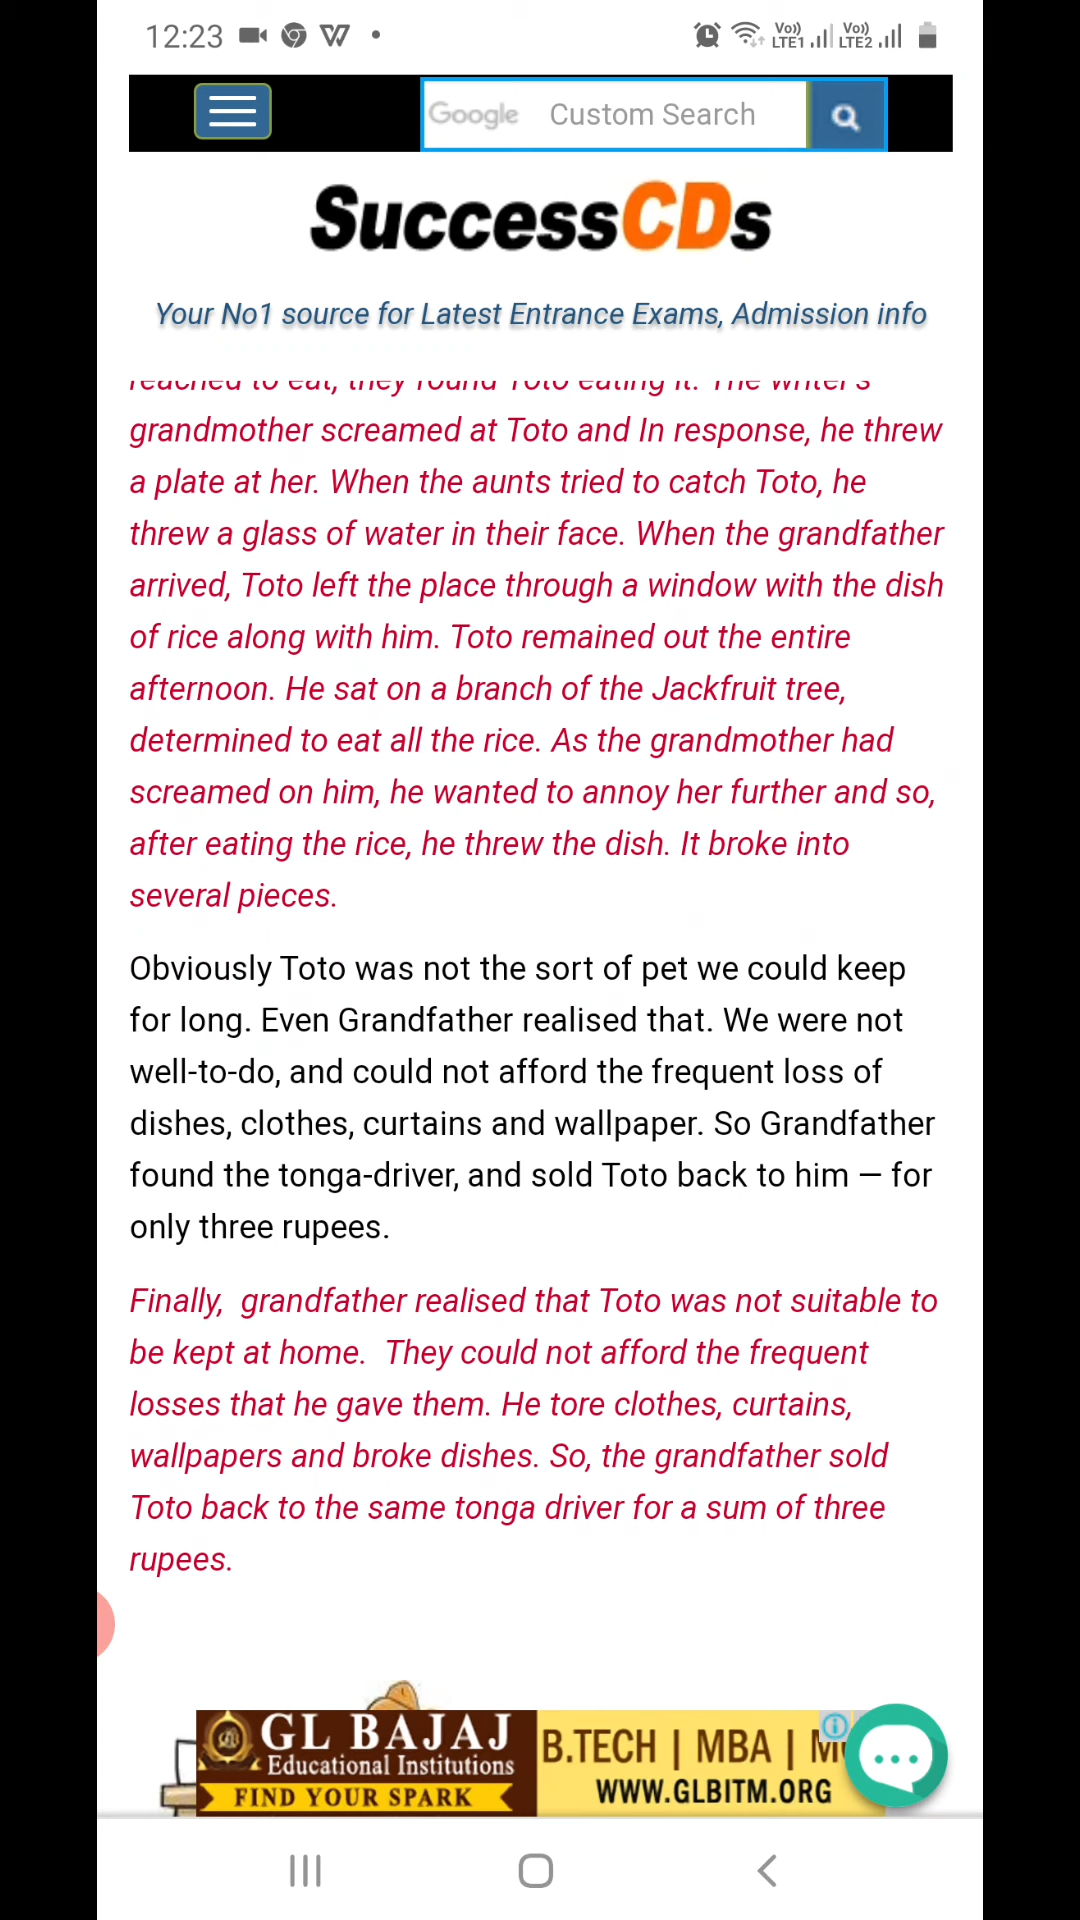 12:23
Vo)) LTE1 Vo)) LTE2
Google Custom Search
SuccessCDs
Your No1 source for Latest Entrance Exams, Admission info
reached to eat, they found Toto eating it. The writer's
grandmother screamed at Toto and In response, he threw
a plate at her. When the aunts tried to catch Toto, he
threw a glass of water in their face. When the grandfather
arrived, Toto left the place through a window with the dish
of rice along with him. Toto remained out the entire
afternoon. He sat on a branch of the Jackfruit tree,
determined to eat all the rice. As the grandmother had
screamed on him, he wanted to annoy her further and so,
after eating the rice, he threw the dish. It broke into
several pieces.
Obviously Toto was not the sort of pet we could keep
for long. Even Grandfather realised that. We were not
well-to-do, and could not afford the frequent loss of
dishes, clothes, curtains and wallpaper. So Grandfather
found the tonga-driver, and sold Toto back to him — for
only three rupees.
Finally, grandfather realised that Toto was not suitable to
be kept at home. They could not afford the frequent
losses that he gave them. He tore clothes, curtains,
wallpapers and broke dishes. So, the grandfather sold
Toto back to the same tonga driver for a sum of three
rupees.
GL BAJAJ
Educational Institutions
FIND YOUR SPARK
B.TECH | MBA |
WWW.GLBITM.ORG